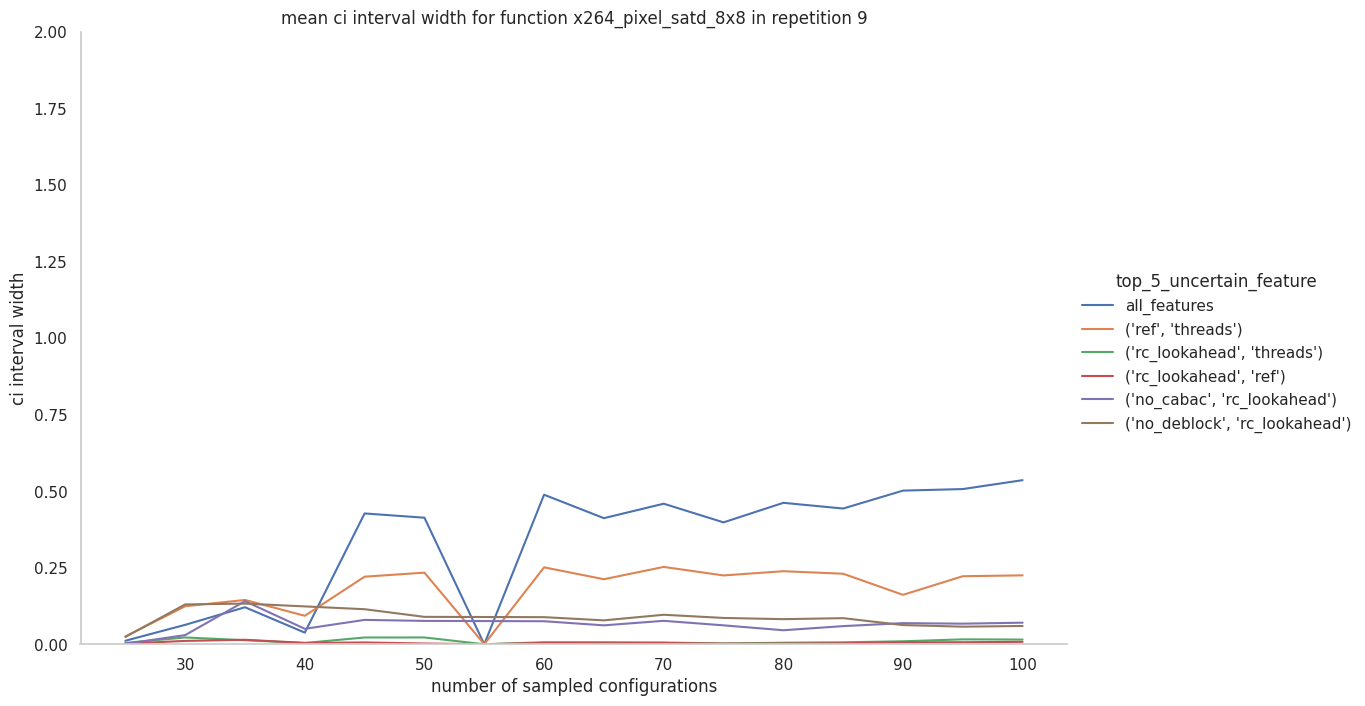 mean ci interval width for function x264_pixel_satd_8x8 in repetition 9
2.00
1.75
1.50
1.25
1.00
0.75
0.50
0.25
0.00
ci interval width
30 40 50 60 70 80 90 100
number of sampled configurations
top_5_uncertain_feature
all_features
('ref', 'threads')
('rc_lookahead', 'threads')
('rc_lookahead', 'ref')
('no_cabac', 'rc_lookahead')
('no_deblock', 'rc_lookahead')